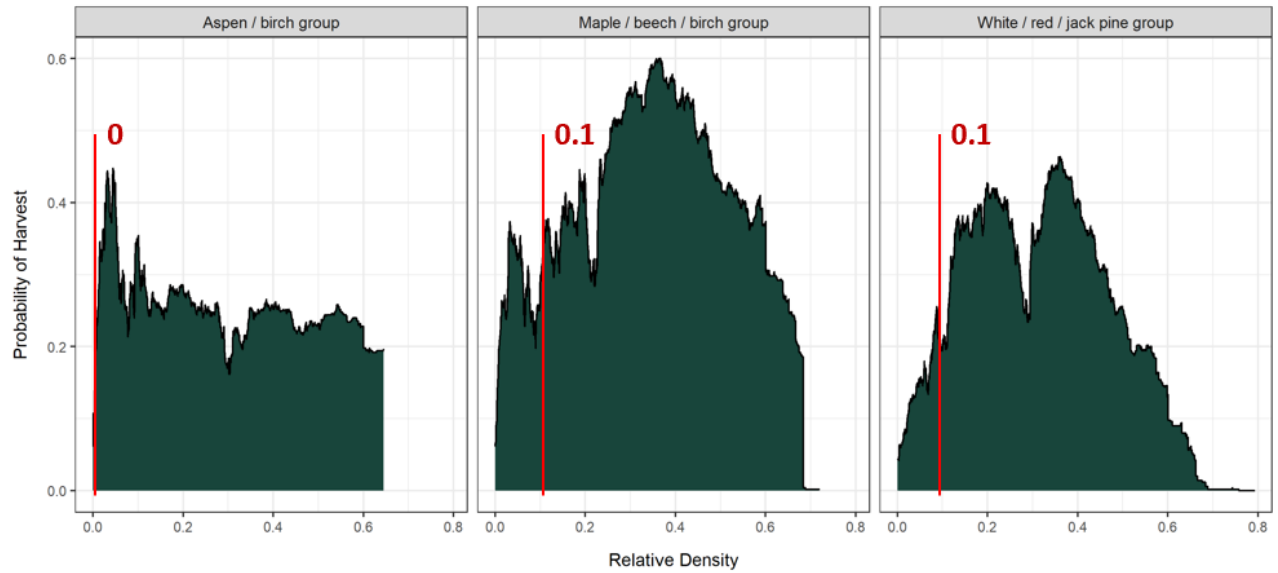 Aspen / birch group
Maple / beech / birch group
White / red / jack pine group
Probability of Harvest
0.6
0.4
0.2
0.0
0
0.1
0.1
0.0 0.2 0.4 0.6 0.8
0.0 0.2 0.4 0.6 0.8
0.0 0.2 0.4 0.6 0.8
Relative Density